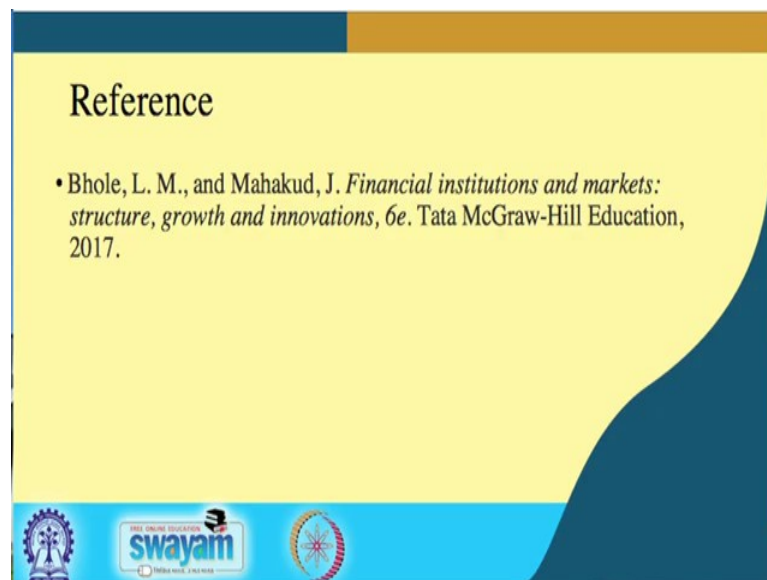 Reference
• Bhole, L. M., and Mahakud, J. Financial institutions and markets:
structure, growth and innovations, 6e. Tata McGraw-Hill Education,
2017.
FREE ONLINE EDUCATION
swayam